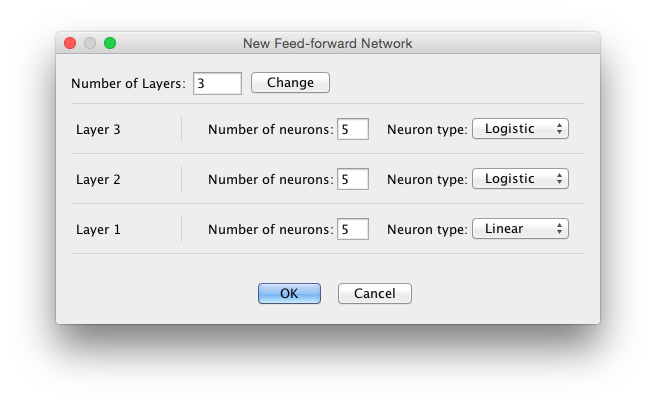 New Feed-forward Network
Number of Layers: 3 Change
Layer 3 Number of neurons: 5 Neuron type: Logistic
Layer 2 Number of neurons: 5 Neuron type: Logistic
Layer 1 Number of neurons: 5 Neuron type: Linear
OK Cancel